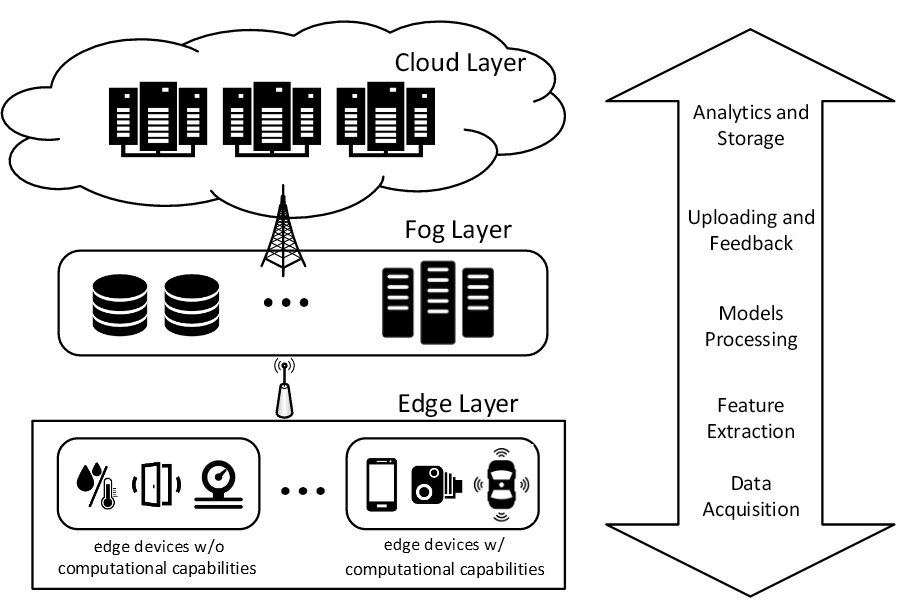 Cloud Layer
Fog Layer
Edge Layer
edge devices w/o
computational capabilities
edge devices w/
computational capabilities
Analytics and
Storage
Uploading and
Feedback
Models
Processing
Feature
Extraction
Data
Acquisition